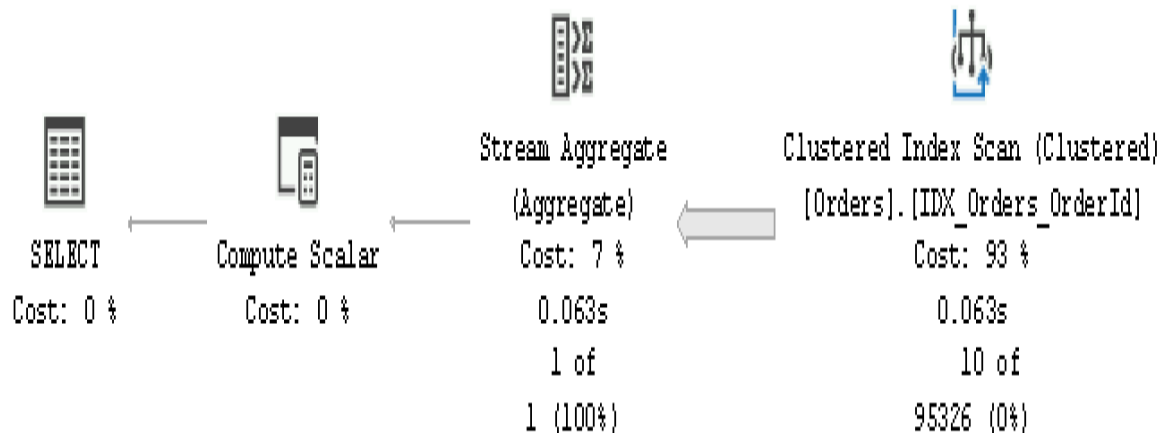 SELECT
Cost: 0 %
Compute Scalar
Cost: 0 %
Stream Aggregate
(Aggregate)
Cost: 7 %
0.063s
1 of
1 (100%)
Clustered Index Scan (Clustered)
[Orders].[IDX_Orders_OrderId]
Cost: 93 %
0.063s
10 of
95326 (0%)